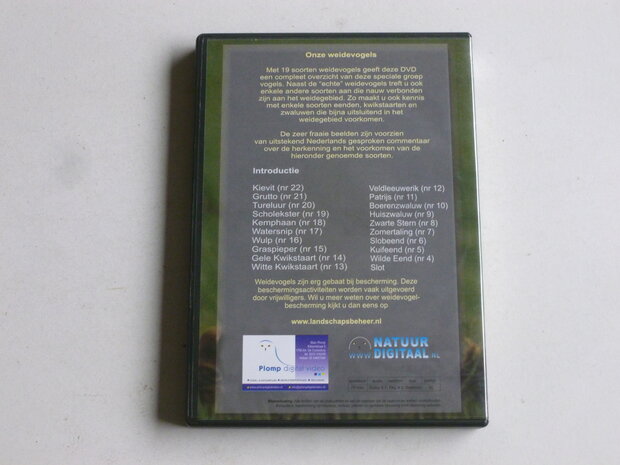 Onze weidevogels
Met 19 soorten weidevogels geeft deze DVD
een compleet overzicht van deze speciale groep
vogels. Naast de "echte" weidevogels treft u ook
enkele andere soorten aan die nauw verbonden
zijn aan het weidegebied. Zo maakt u ook kennis
met enkele soorten eenden, kwikstaarten en
zwaluwen die bijna uitsluitend in het
weidegebied voorkomen.
De zeer fraaie beelden zijn voorzien
van uitstekend Nederlands gesproken commentaar
over de herkenning en het voorkomen van de
hieronder genoemde soorten.
Introductie
Kievit (nr 22)
Grutto (nr 21)
Tureluur (nr 20)
Scholekster (nr 19)
Kemphaan (nr 18)
Watersnip (nr 17)
Wulp (nr 16)
Graspieper (nr 15)
Gele Kwikstaart (nr 14)
Witte Kwikstaart (nr 13)
Veldleeuwerik (nr 12)
Patrijs (nr 11)
Boerenzwaluw (nr 10)
Huiszwaluw (nr 9)
Zwarte Stern (nr 8)
Zomertaling (nr 7)
Slobeend (nr 6)
Kuifeend (nr 5)
Wilde Eend (nr 4)
Slot
Weidevogels zijn erg gebaat bij bescherming. Deze
beschermingsactiviteiten worden vaak uitgevoerd
door vrijwilligers. Wil u meer weten over weidevogel-
bescherming kijkt u dan eens op
www.landschapsbeheer.nl
Plomp digital video
NATUUR
www.DIGITAAL.NL